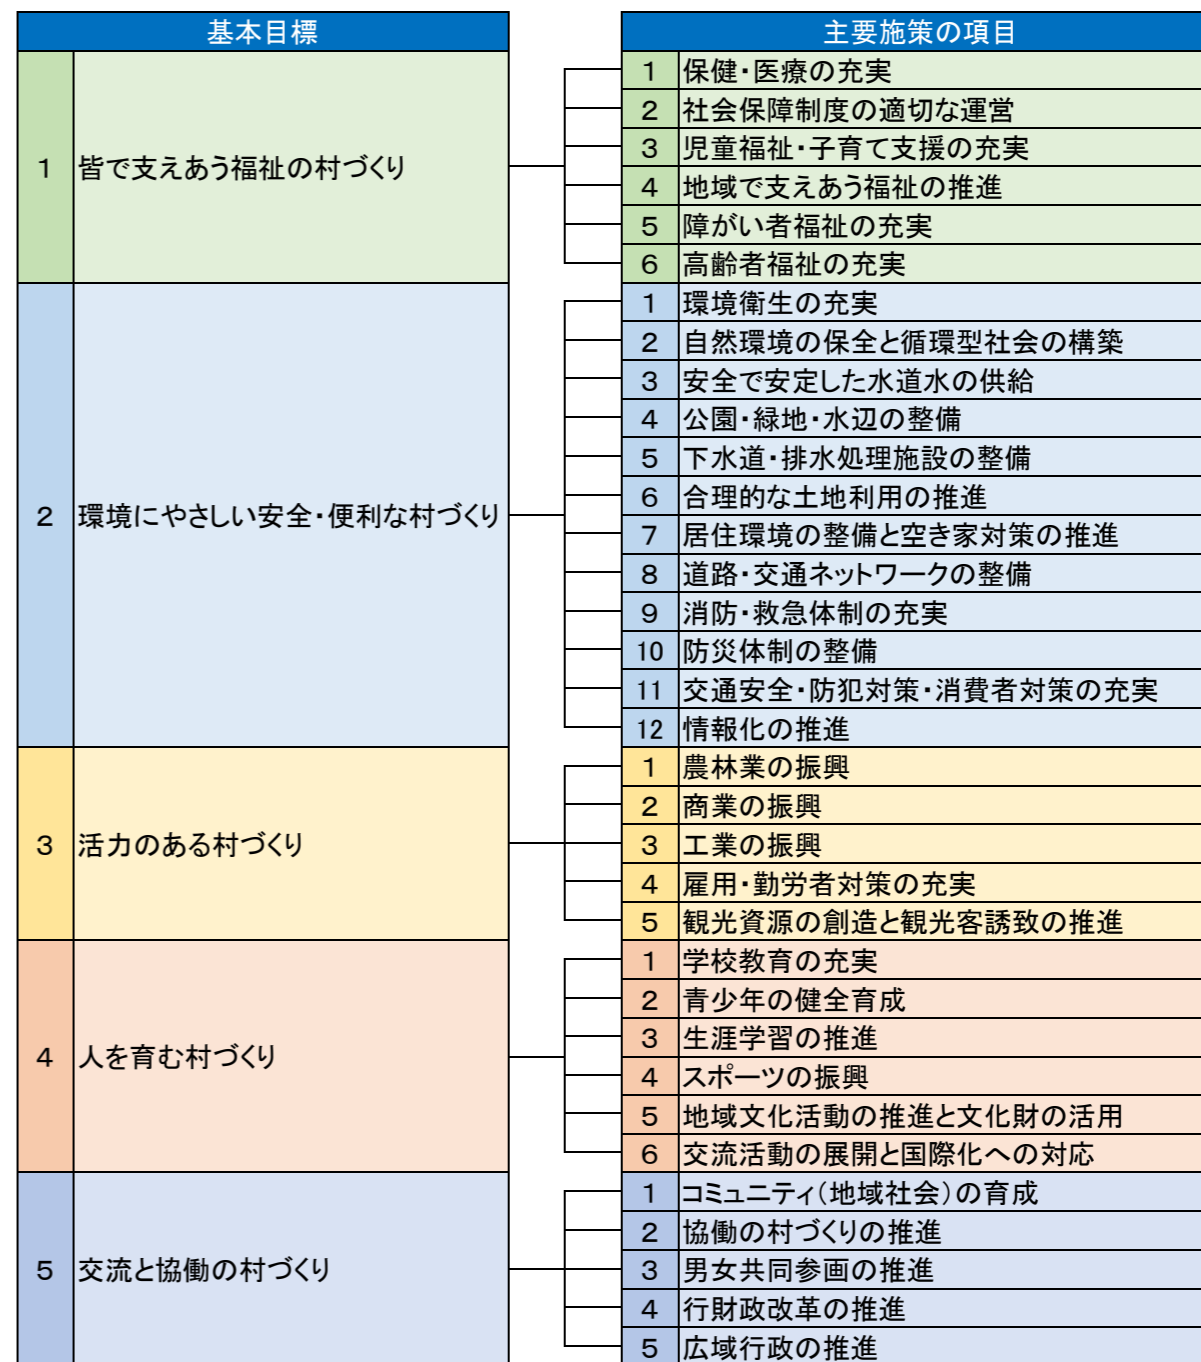 基本目標
主要施策の項目
1 皆で支えあう福祉の村づくり
1 保健・医療の充実
2 社会保障制度の適切な運営
3 児童福祉・子育て支援の充実
4 地域で支えあう福祉の推進
5 障がい者福祉の充実
6 高齢者福祉の充実
2 環境にやさしい安全・便利な村づくり
1 環境衛生の充実
2 自然環境の保全と循環型社会の構築
3 安全で安定した水道水の供給
4 公園・緑地・水辺の整備
5 下水道・排水処理施設の整備
6 合理的な土地利用の推進
7 居住環境の整備と空き家対策の推進
8 道路・交通ネットワークの整備
9 消防・救急体制の充実
10 防災体制の整備
11 交通安全・防犯対策・消費者対策の充実
12 情報化の推進
3 活力のある村づくり
1 農林業の振興
2 商業の振興
3 工業の振興
4 雇用・勤労者対策の充実
5 観光資源の創造と観光客誘致の推進
4 人を育む村づくり
1 学校教育の充実
2 青少年の健全育成
3 生涯学習の推進
4 スポーツの振興
5 地域文化活動の推進と文化財の活用
6 交流活動の展開と国際化への対応
5 交流と協働の村づくり
1 コミュニティ(地域社会)の育成
2 協働の村づくりの推進
3 男女共同参画の推進
4 行財政改革の推進
5 広域行政の推進